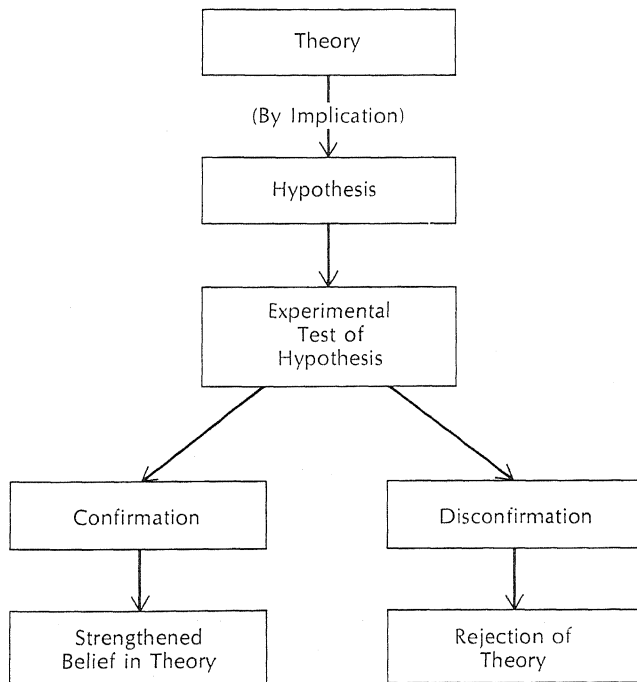 Theory
(By Implication)
Hypothesis
Experimental
Test of
Hypothesis
Confirmation
Disconfirmation
Strengthened
Belief in Theory
Rejection of
Theory